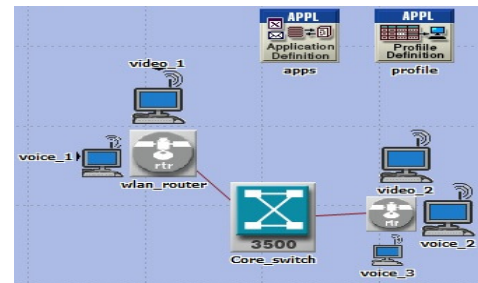 APPL
Application
Definition
apps
APPL
Profile
Definition
profile
video_1
voice_1
rtr
wlan_router
video_2
rtr
voice_2
voice_3
3500
Core_switch